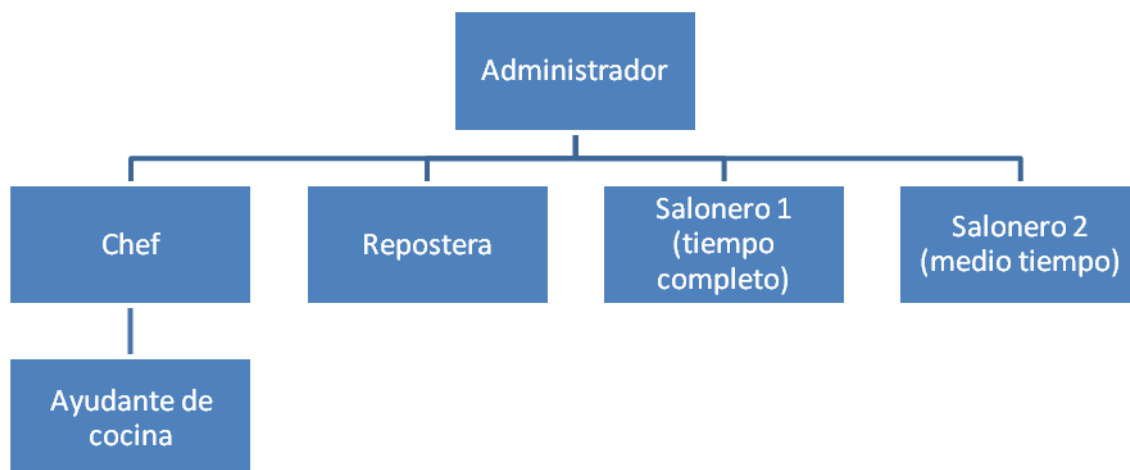 Administrador
Chef
Repostera
Salonero 1
(tiempo
completo)
Salonero 2
(medio tiempo)
Ayudante de
cocina